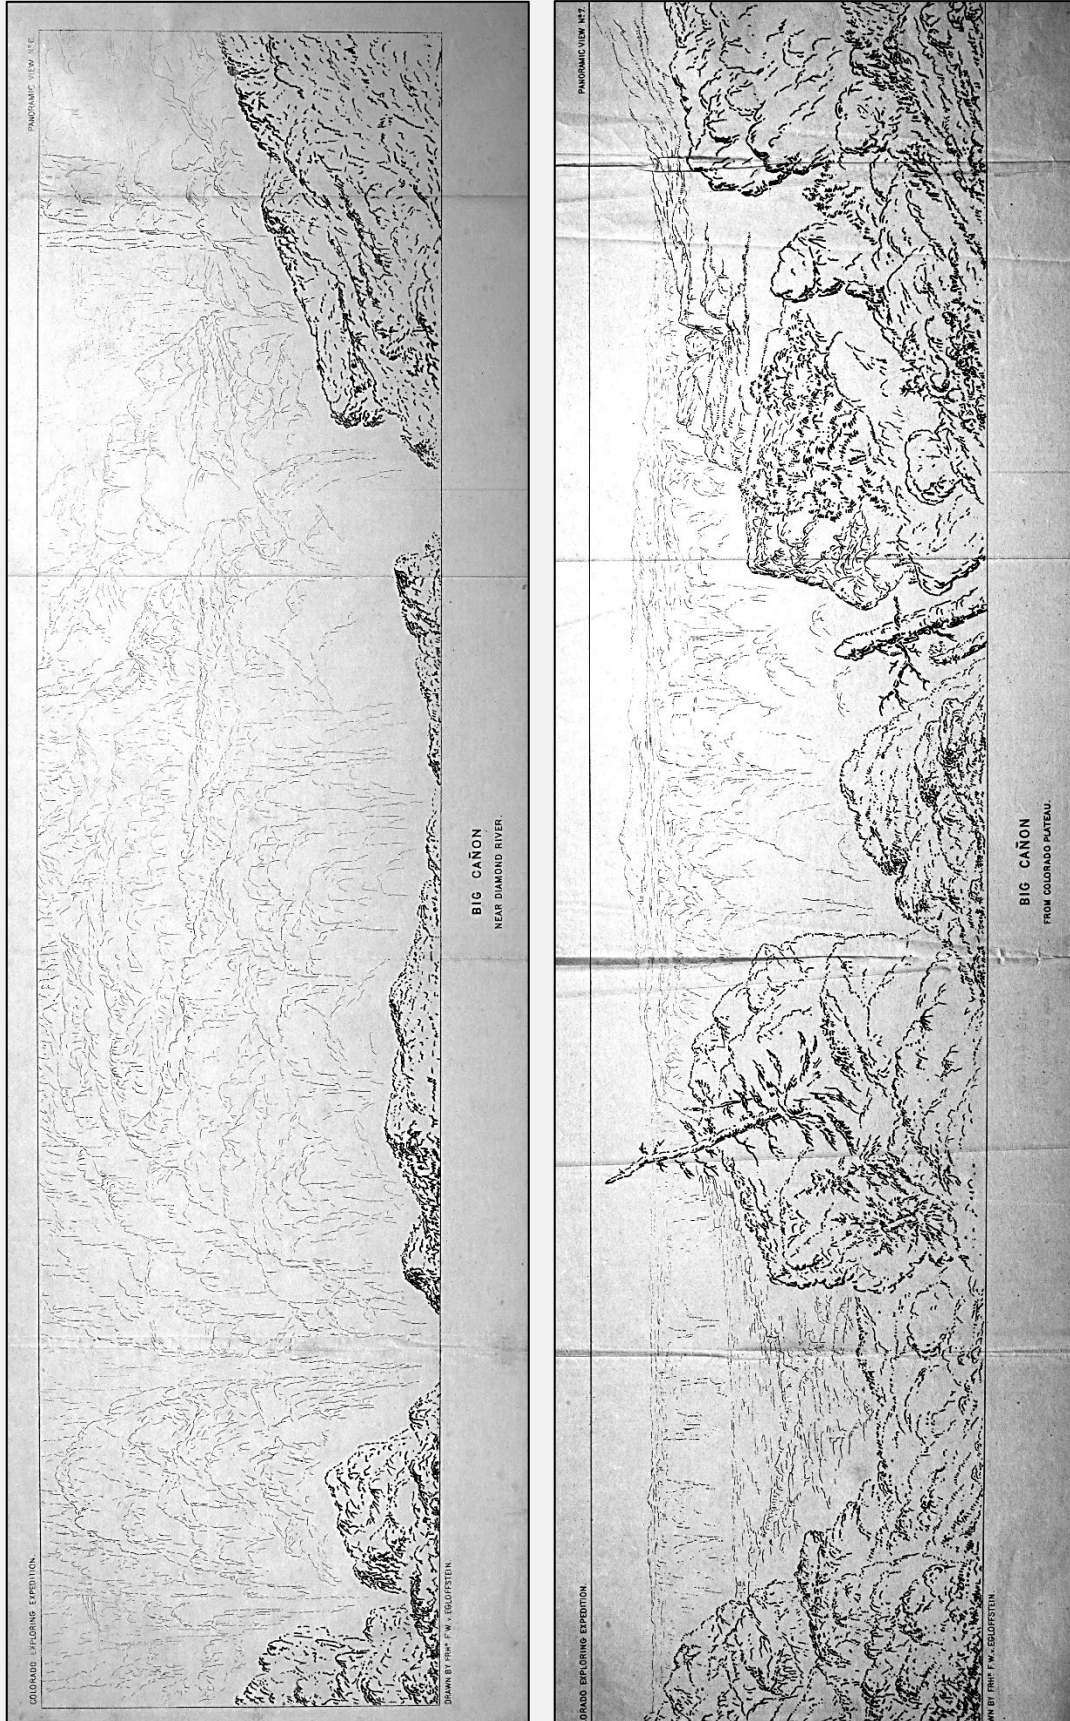 COLORADO EXPLORING EXPEDITION.
PANORAMIC VIEW Nº
DRAWN BY FRHᴿ F. W. v. EGLOFFSTEIN.
BIG CAÑON
NEAR DIAMOND RIVER.
ORADO EXPLORING EXPEDITION.
PANORAMIC VIEW Nº 7.
WN BY FRHᴿ F. W. v. EGLOFFSTEIN.
BIG CAÑON
FROM COLORADO PLATEAU.